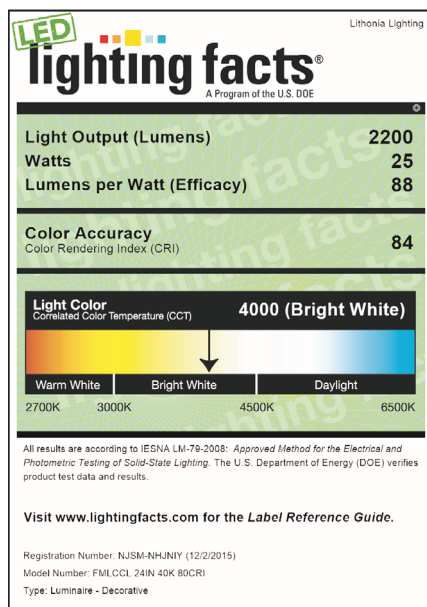 Lithonia Lighting
LED
lighting facts®
A Program of the U.S. DOE
Light Output (Lumens) 2200
Watts 25
Lumens per Watt (Efficacy) 88
Color Accuracy
Color Rendering Index (CRI) 84
Light Color
Correlated Color Temperature (CCT) 4000 (Bright White)
Warm White Bright White Daylight
2700K 3000K 4500K 6500K
All results are according to IESNA LM-79-2008: Approved Method for the Electrical and
Photometric Testing of Solid-State Lighting. The U.S. Department of Energy (DOE) verifies
product test data and results.
Visit www.lightingfacts.com for the Label Reference Guide.
Registration Number: NJSM-NHJNIY (12/2/2015)
Model Number: FMLCCL 24IN 40K 80CRI
Type: Luminaire - Decorative